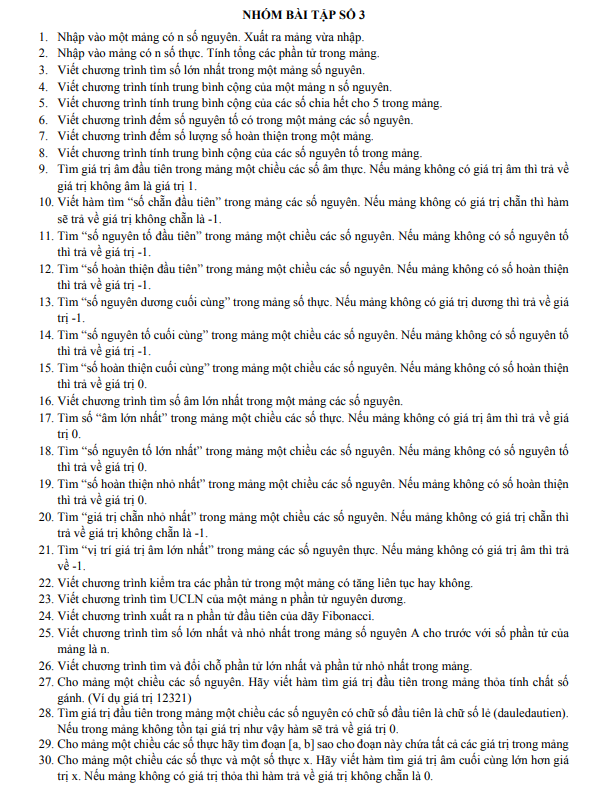 NHÓM BÀI TẬP SỐ 3
1. Nhập vào một mảng có n số nguyên. Xuất ra mảng vừa nhập.
2. Nhập vào mảng có n số thực. Tính tổng các phần tử trong mảng.
3. Viết chương trình tìm số lớn nhất trong một mảng số nguyên.
4. Viết chương trình tính trung bình cộng của một mảng n số nguyên.
5. Viết chương trình tính trung bình cộng của các số chia hết cho 5 trong mảng.
6. Viết chương trình đếm số nguyên tố có trong một mảng các số nguyên.
7. Viết chương trình đếm số lượng số hoàn thiện trong một mảng.
8. Viết chương trình tính trung bình cộng của các số nguyên tố trong mảng.
9. Tìm giá trị âm đầu tiên trong mảng một chiều các số âm thực. Nếu mảng không có giá trị âm thì trả về
giá trị không âm là giá trị 1.
10. Viết hàm tìm “số chẵn đầu tiên” trong mảng các số nguyên. Nếu mảng không có giá trị chẵn thì hàm
sẽ trả về giá trị không chẵn là -1.
11. Tìm “số nguyên tố đầu tiên” trong mảng một chiều các số nguyên. Nếu mảng không có số nguyên tố
thì trả về giá trị -1.
12. Tìm “số hoàn thiện đầu tiên” trong mảng một chiều các số nguyên. Nếu mảng không có số hoàn thiện
thì trả về giá trị -1.
13. Tìm “số nguyên dương cuối cùng” trong mảng số thực. Nếu mảng không có giá trị dương thì trả về giá
trị -1.
14. Tìm “số nguyên tố cuối cùng” trong mảng một chiều các số nguyên. Nếu mảng không có số nguyên tố
thì trả về giá trị -1.
15. Tìm “số hoàn thiện cuối cùng” trong mảng một chiều các số nguyên. Nếu mảng không có số hoàn thiện
thì trả về giá trị 0.
16. Viết chương trình tìm số âm lớn nhất trong một mảng các số nguyên.
17. Tìm số “âm lớn nhất” trong mảng một chiều các số thực. Nếu mảng không có giá trị âm thì trả về giá
trị 0.
18. Tìm “số nguyên tố lớn nhất” trong mảng một chiều các số nguyên. Nếu mảng không có số nguyên tố
thì trả về giá trị 0.
19. Tìm “số hoàn thiện nhỏ nhất” trong mảng một chiều các số nguyên. Nếu mảng không có số hoàn thiện
thì trả về giá trị 0.
20. Tìm “giá trị chẵn nhỏ nhất” trong mảng một chiều các số nguyên. Nếu mảng không có giá trị chẵn thì
trả về giá trị không chẵn là -1.
21. Tìm “vị trí giá trị âm lớn nhất” trong mảng các số nguyên thực. Nếu mảng không có giá trị âm thì trả
về -1.
22. Viết chương trình kiểm tra các phần tử trong một mảng có tăng liên tục hay không.
23. Viết chương trình tìm UCLN của một mảng n phần tử nguyên dương.
24. Viết chương trình xuất ra n phần tử đầu tiên của dãy Fibonacci.
25. Viết chương trình tìm số lớn nhất và nhỏ nhất trong mảng số nguyên A cho trước với số phần tử của
mảng là n.
26. Viết chương trình tìm và đổi chỗ phần tử lớn nhất và phần tử nhỏ nhất trong mảng.
27. Cho mảng một chiều các số nguyên. Hãy viết hàm tìm giá trị đầu tiên trong mảng thỏa tính chất số
gánh. (Ví dụ giá trị 12321)
28. Tìm giá trị đầu tiên trong mảng một chiều các số nguyên có chữ số đầu tiên là chữ số lẻ (dauledautien).
Nếu trong mảng không tồn tại giá trị như vậy hàm sẽ trả về giá trị 0.
29. Cho mảng một chiều các số thực hãy tìm đoạn [a, b] sao cho đoạn này chứa tất cả các giá trị trong mảng
30. Cho mảng một chiều các số thực và một số thực x. Hãy viết hàm tìm giá trị âm cuối cùng lớn hơn giá
trị x. Nếu mảng không có giá trị thỏa thì hàm trả về giá trị không chẵn là 0.